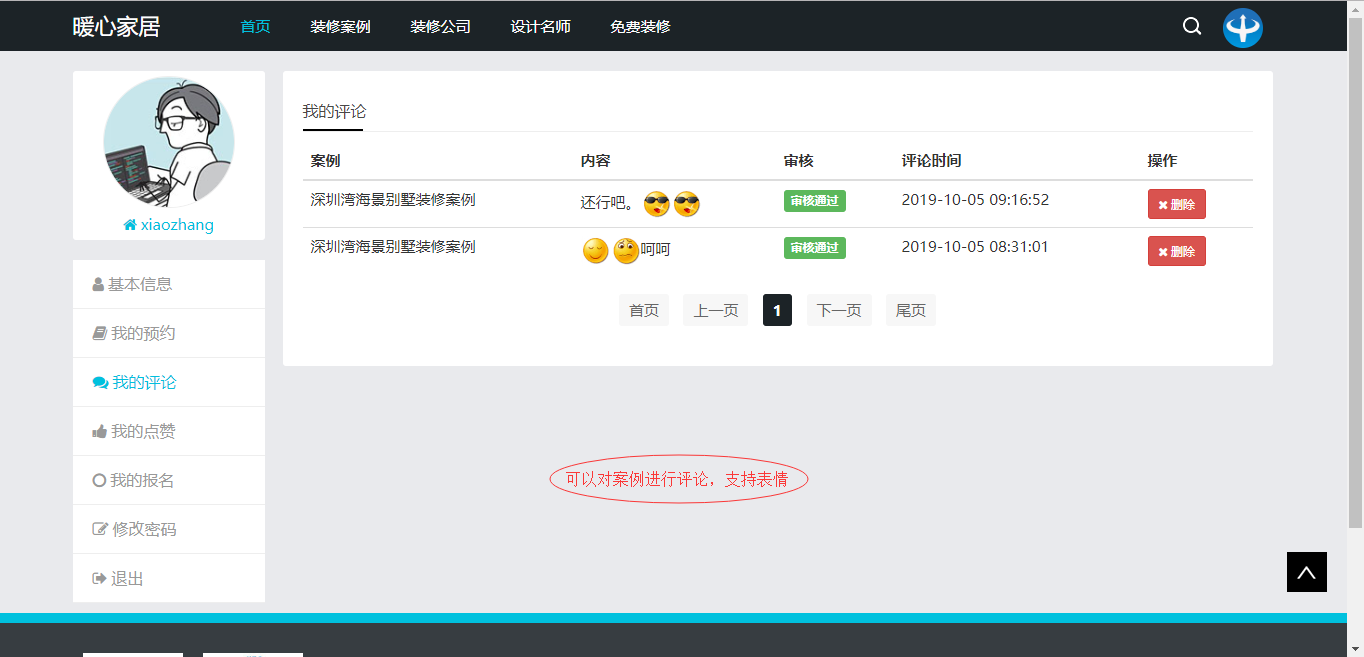 暖心家居 首页 装修案例 装修公司 设计名师 免费装修
xiaozhang
基本信息
我的预约
我的评论
我的点赞
我的报名
修改密码
退出
我的评论
案例 内容 审核 评论时间 操作
深圳湾海景别墅装修案例 还行吧。 审核通过 2019-10-05 09:16:52 删除
深圳湾海景别墅装修案例 呵呵 审核通过 2019-10-05 08:31:01 删除
首页 上一页 1 下一页 尾页
可以对案例进行评论，支持表情